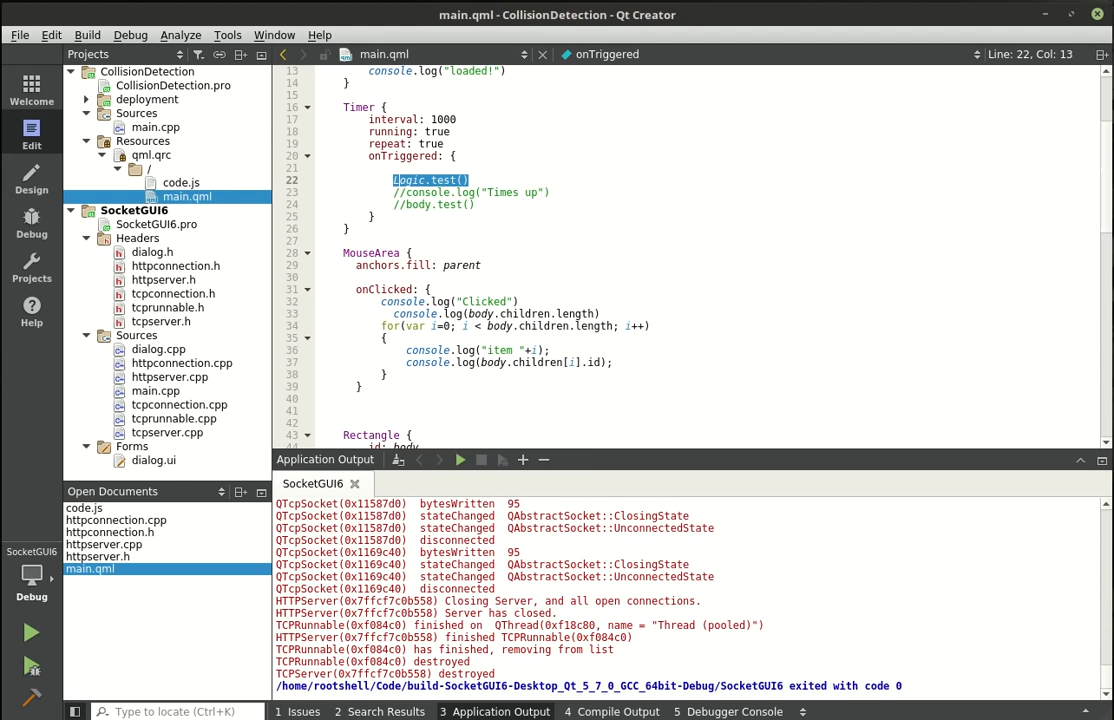 main.qml - CollisionDetection - Qt Creator
File Edit Build Debug Analyze Tools Window Help
Projects
main.qml
onTriggered
Line: 22, Col: 13
Welcome
Edit
Design
Debug
Projects
Help
SocketGUI6
Debug
CollisionDetection
CollisionDetection.pro
deployment
Sources
main.cpp
Resources
qml.qrc
/
code.js
main.qml
SocketGUI6
SocketGUI6.pro
Headers
dialog.h
httpconnection.h
httpserver.h
tcpconnection.h
tcprunnable.h
tcpserver.h
Sources
dialog.cpp
httpconnection.cpp
httpserver.cpp
main.cpp
tcpconnection.cpp
tcprunnable.cpp
tcpserver.cpp
Forms
dialog.ui
Open Documents
code.js
httpconnection.cpp
httpconnection.h
httpserver.cpp
httpserver.h
main.qml
13 console.log("loaded!")
14 }
15
16 Timer {
17 interval: 1000
18 running: true
19 repeat: true
20 onTriggered: {
21
22 Logic.test()
23 //console.log("Times up")
24 //body.test()
25 }
26 }
27
28 MouseArea {
29 anchors.fill: parent
30
31 onClicked: {
32 console.log("Clicked")
33 console.log(body.children.length)
34 for(var i=0; i < body.children.length; i++)
35 {
36 console.log("item "+i);
37 console.log(body.children[i].id);
38 }
39 }
40
41
42
43 Rectangle {
44 id: body
Application Output
SocketGUI6
QTcpSocket(0x11587d0) bytesWritten 95
QTcpSocket(0x11587d0) stateChanged QAbstractSocket::ClosingState
QTcpSocket(0x11587d0) stateChanged QAbstractSocket::UnconnectedState
QTcpSocket(0x11587d0) disconnected
QTcpSocket(0x1169c40) bytesWritten 95
QTcpSocket(0x1169c40) stateChanged QAbstractSocket::ClosingState
QTcpSocket(0x1169c40) stateChanged QAbstractSocket::UnconnectedState
QTcpSocket(0x1169c40) disconnected
HTTPServer(0x7ffcf7c0b558) Closing Server, and all open connections.
HTTPServer(0x7ffcf7c0b558) Server has closed.
TCPRunnable(0xf084c0) finished on QThread(0xf18c80, name = "Thread (pooled)")
HTTPServer(0x7ffcf7c0b558) finished TCPRunnable(0xf084c0)
TCPRunnable(0xf084c0) has finished, removing from list
TCPRunnable(0xf084c0) destroyed
TCPServer(0x7ffcf7c0b558) destroyed
/home/rootshell/Code/build-SocketGUI6-Desktop_Qt_5_7_0_GCC_64bit-Debug/SocketGUI6 exited with code 0
Type to locate (Ctrl+K)
1 Issues 2 Search Results 3 Application Output 4 Compile Output 5 Debugger Console